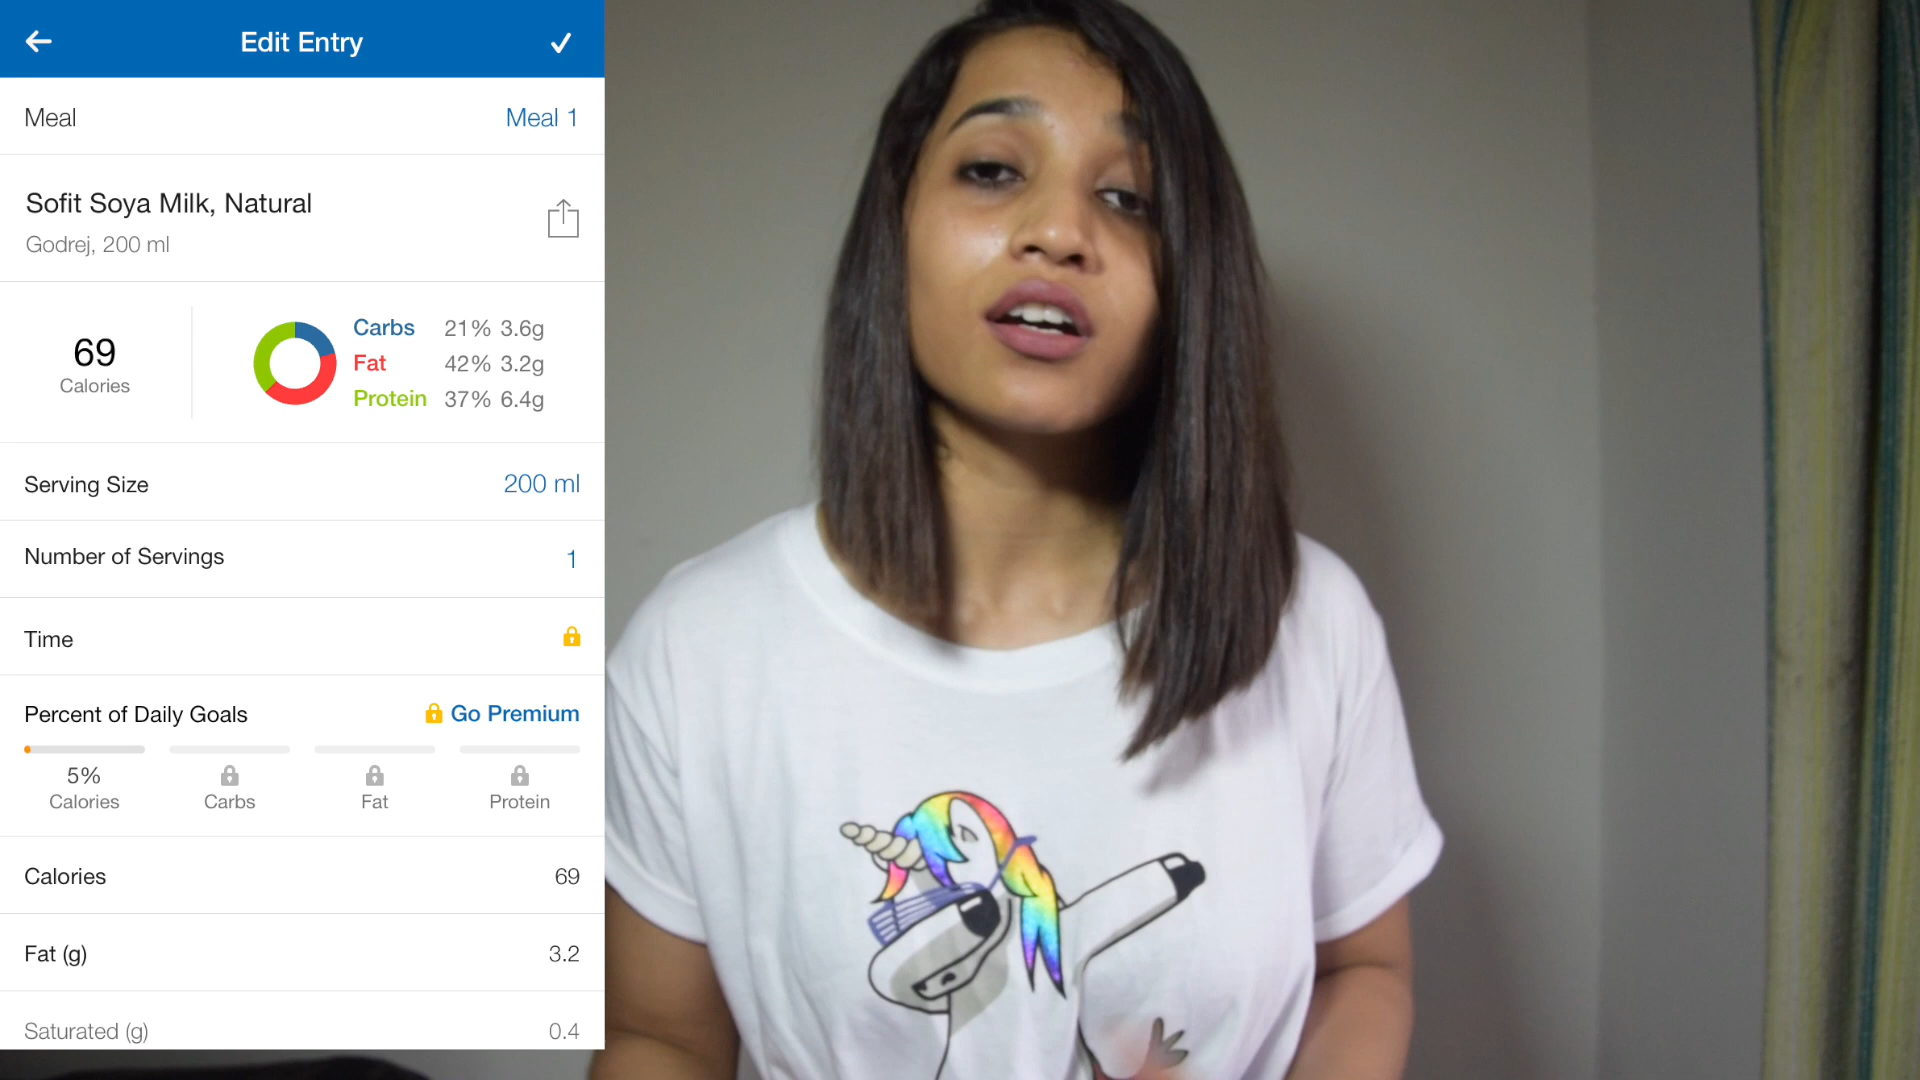 Edit Entry
Meal Meal 1
Sofit Soya Milk, Natural
Godrej, 200 ml
69
Calories
Carbs 21% 3.6g
Fat 42% 3.2g
Protein 37% 6.4g
Serving Size 200 ml
Number of Servings 1
Time
Percent of Daily Goals Go Premium
5%
Calories Carbs Fat Protein
Calories 69
Fat (g) 3.2
Saturated (g) 0.4